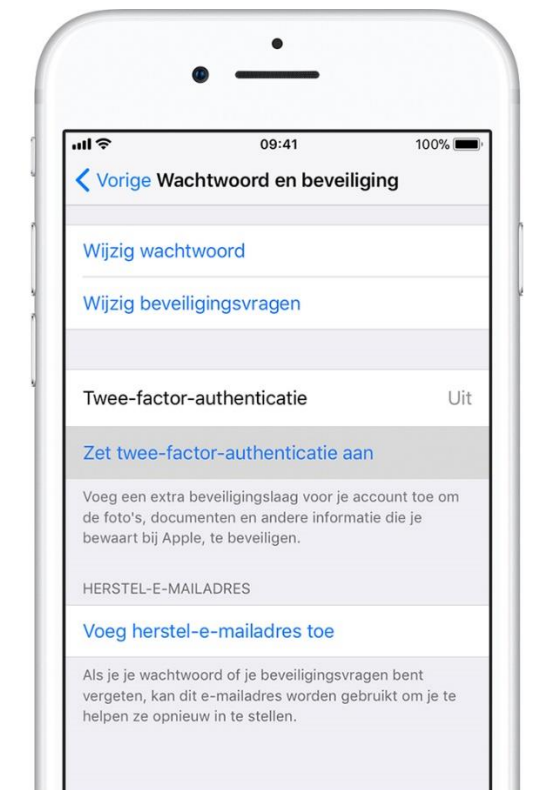 09:41
100%
Vorige Wachtwoord en beveiliging
Wijzig wachtwoord
Wijzig beveiligingsvragen
Twee-factor-authenticatie Uit
Zet twee-factor-authenticatie aan
Voeg een extra beveiligingslaag voor je account toe om
de foto's, documenten en andere informatie die je
bewaart bij Apple, te beveiligen.
HERSTEL-E-MAILADRES
Voeg herstel-e-mailadres toe
Als je je wachtwoord of je beveiligingsvragen bent
vergeten, kan dit e-mailadres worden gebruikt om je te
helpen ze opnieuw in te stellen.